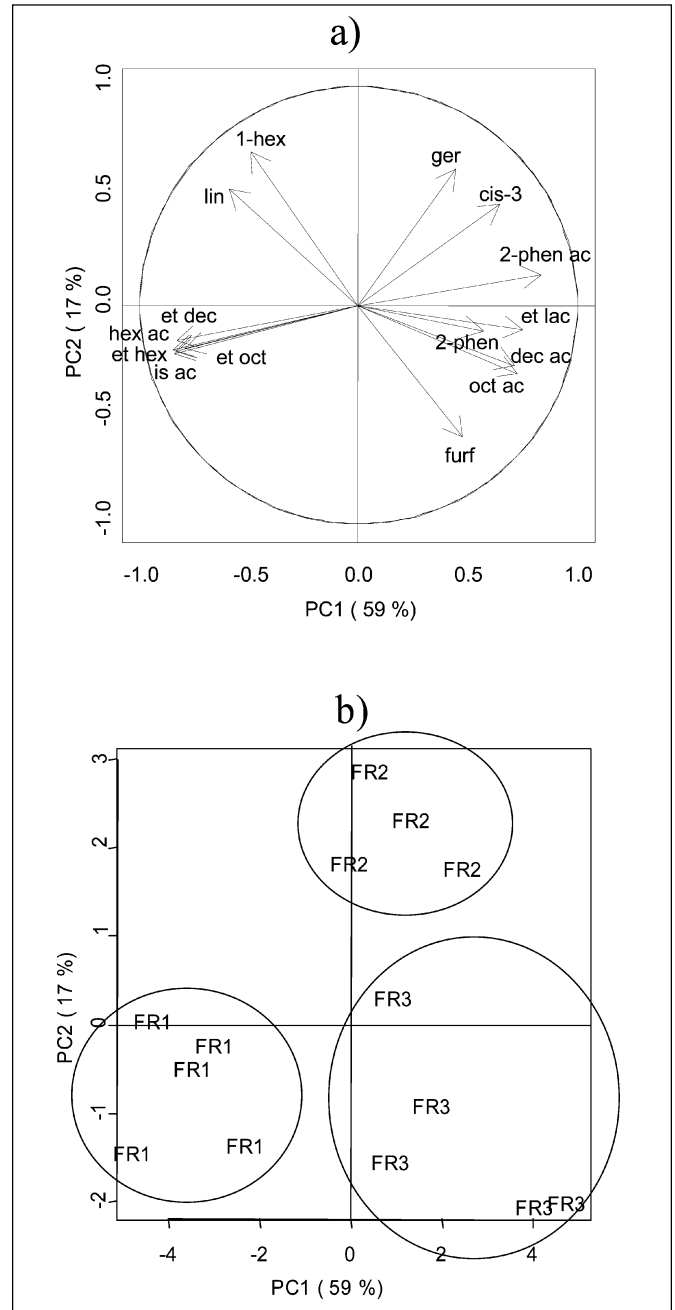 a)
1.0
1-hex
ger
lin
cis-3
0.5
2-phen ac
PC2 ( 17 %)
0.0
et dec
et lac
hex ac
2-phen
et hex
et oct
dec ac
is ac
oct ac
-0.5
furf
-1.0
-1.0 -0.5 0.0 0.5 1.0
PC1 ( 59 %)
b)
3
FR2
FR2
2
FR2
FR2
1
PC2 ( 17 %)
FR3
0
FR1
FR1
FR1
-1
FR3
FR1
FR1
FR3
-2
FR3
FR3
-4 -2 0 2 4
PC1 ( 59 %)